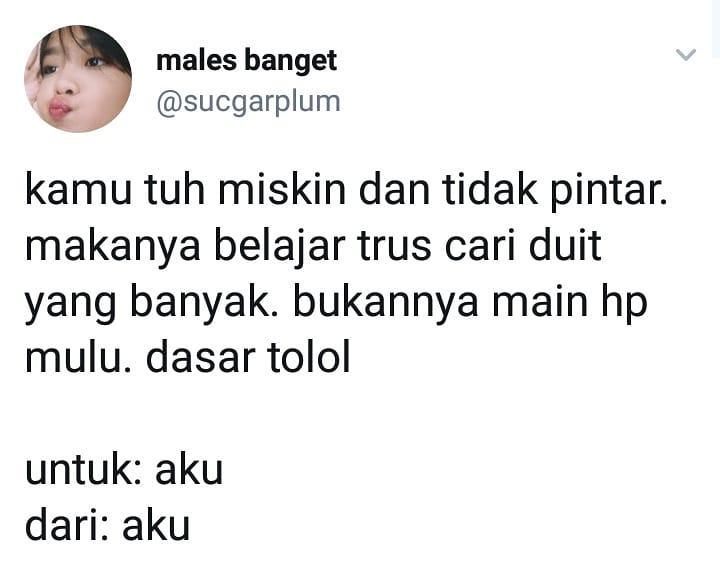 males banget
@sucgarplum
kamu tuh miskin dan tidak pintar.
makanya belajar trus cari duit
yang banyak. bukannya main hp
mulu. dasar tolol
untuk: aku
dari: aku